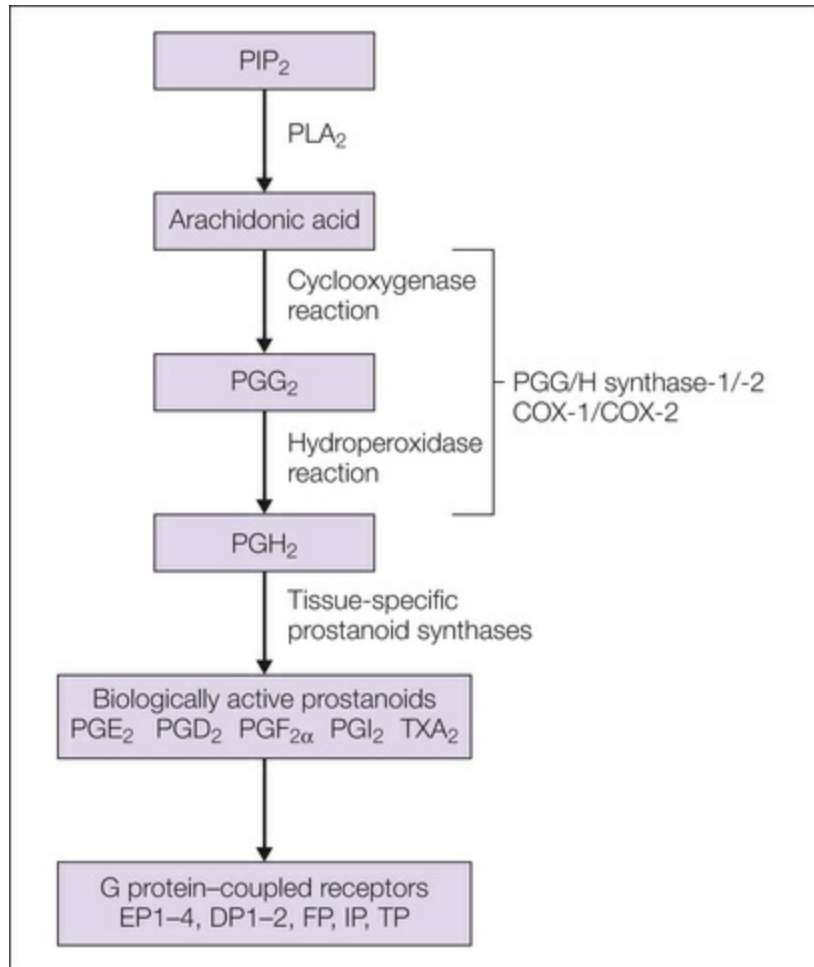 PIP₂
PLA₂
Arachidonic acid
Cyclooxygenase
reaction
PGG₂
PGG/H synthase-1/-2
COX-1/COX-2
Hydroperoxidase
reaction
PGH₂
Tissue-specific
prostanoid synthases
Biologically active prostanoids
PGE₂ PGD₂ PGF₂α PGI₂ TXA₂
G protein–coupled receptors
EP1–4, DP1–2, FP, IP, TP